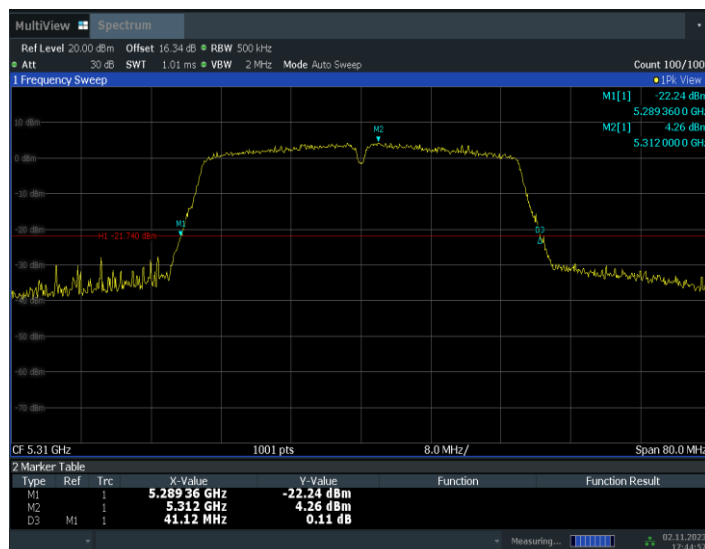 MultiView Spectrum
Ref Level 20.00 dBm Offset 16.34 dB RBW 500 kHz
Att 30 dB SWT 1.01 ms VBW 2 MHz Mode Auto Sweep Count 100/100
1 Frequency Sweep 1Pk View
M1[1] -22.24 dBm
5.2893600 GHz
10 dBm
M2
M2[1] 4.26 dBm
5.3120000 GHz
0 dBm
-10 dBm
-20 dBm
M1
D3
H1 -21.740 dBm
-30 dBm
-40 dBm
-50 dBm
-60 dBm
-70 dBm
CF 5.31 GHz 1001 pts 8.0 MHz/ Span 80.0 MHz
2 Marker Table
Type Ref Trc X-Value Y-Value Function Function Result
M1 1 5.28936 GHz -22.24 dBm
M2 1 5.312 GHz 4.26 dBm
D3 M1 1 41.12 MHz 0.11 dB
Measuring... 02.11.2023
17:44:57